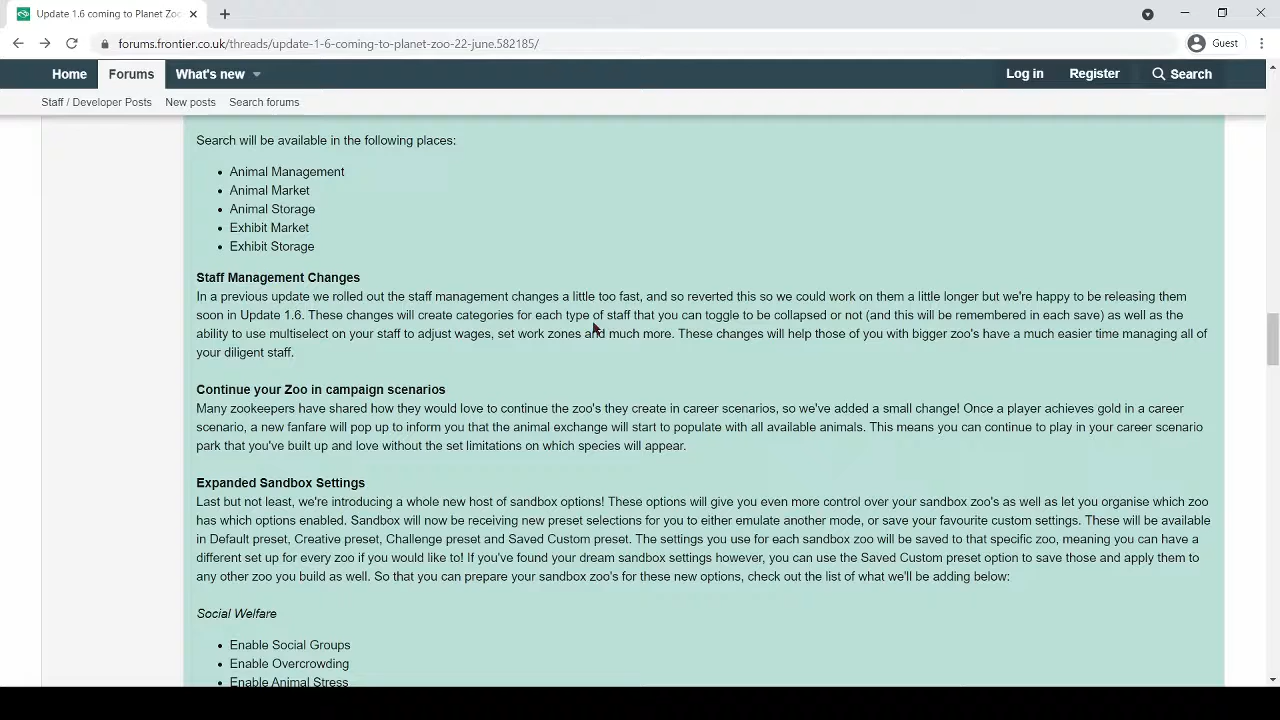 Update 1.6 coming to Planet Zoo
forums.frontier.co.uk/threads/update-1-6-coming-to-planet-zoo-22-june.582185/
Guest
Home Forums What's new Log in Register Search
Staff / Developer Posts New posts Search forums
Search will be available in the following places:
• Animal Management
• Animal Market
• Animal Storage
• Exhibit Market
• Exhibit Storage
Staff Management Changes
In a previous update we rolled out the staff management changes a little too fast, and so reverted this so we could work on them a little longer but we're happy to be releasing them
soon in Update 1.6. These changes will create categories for each type of staff that you can toggle to be collapsed or not (and this will be remembered in each save) as well as the
ability to use multiselect on your staff to adjust wages, set work zones and much more. These changes will help those of you with bigger zoo's have a much easier time managing all of
your diligent staff.
Continue your Zoo in campaign scenarios
Many zookeepers have shared how they would love to continue the zoo's they create in career scenarios, so we've added a small change! Once a player achieves gold in a career
scenario, a new fanfare will pop up to inform you that the animal exchange will start to populate with all available animals. This means you can continue to play in your career scenario
park that you've built up and love without the set limitations on which species will appear.
Expanded Sandbox Settings
Last but not least, we're introducing a whole new host of sandbox options! These options will give you even more control over your sandbox zoo's as well as let you organise which zoo
has which options enabled. Sandbox will now be receiving new preset selections for you to either emulate another mode, or save your favourite custom settings. These will be available
in Default preset, Creative preset, Challenge preset and Saved Custom preset. The settings you use for each sandbox zoo will be saved to that specific zoo, meaning you can have a
different set up for every zoo if you would like to! If you've found your dream sandbox settings however, you can use the Saved Custom preset option to save those and apply them to
any other zoo you build as well. So that you can prepare your sandbox zoo's for these new options, check out the list of what we'll be adding below:
Social Welfare
• Enable Social Groups
• Enable Overcrowding
• Enable Animal Stress